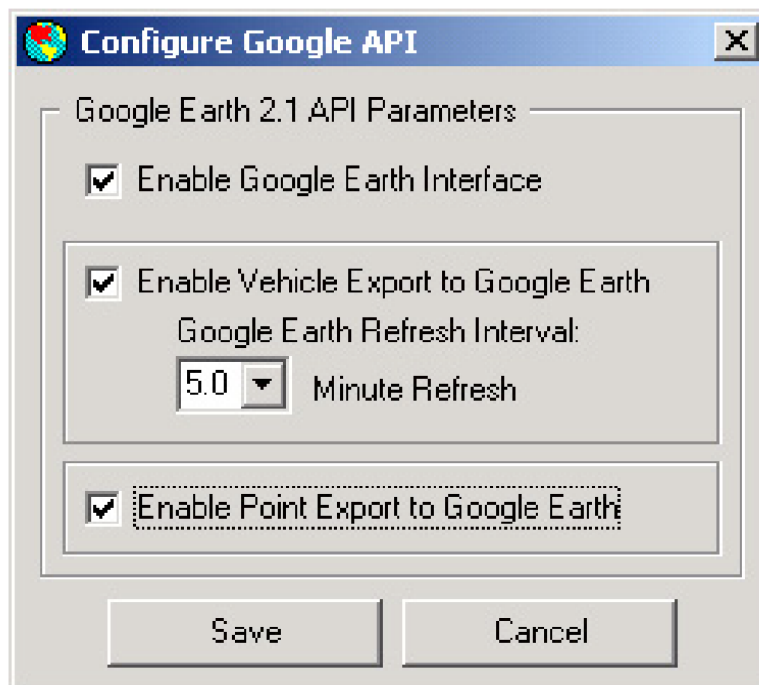 Configure Google API
Google Earth 2.1 API Parameters
Enable Google Earth Interface
Enable Vehicle Export to Google Earth
Google Earth Refresh Interval:
5.0 Minute Refresh
Enable Point Export to Google Earth
Save Cancel